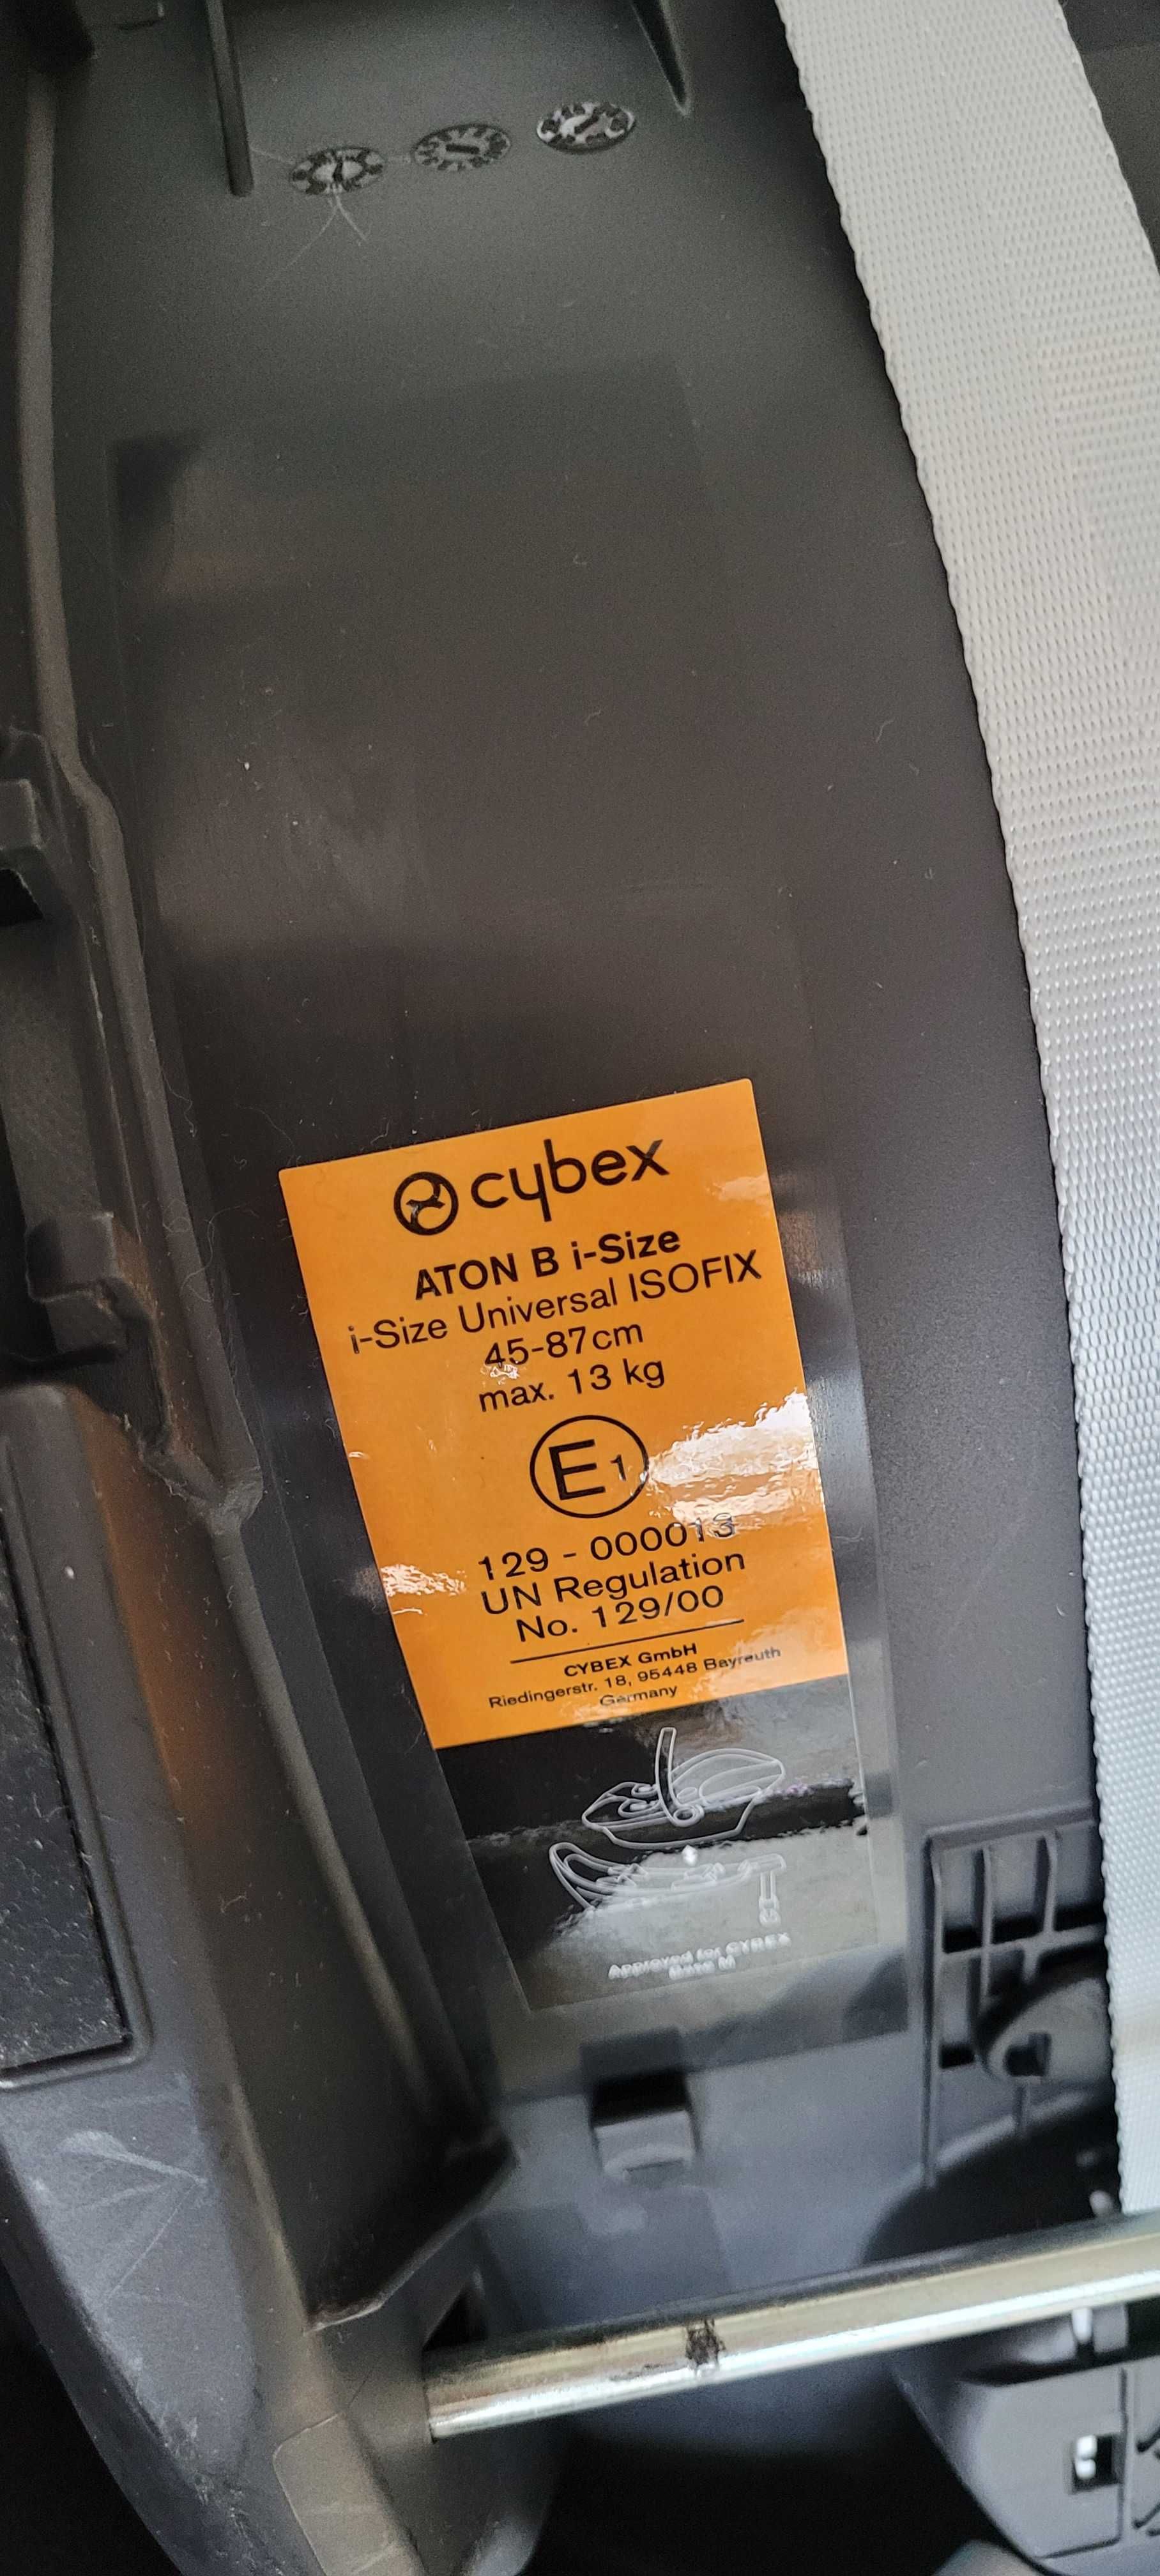 cybex
ATON B i-Size
i-Size Universal ISOFIX
45-87cm
max. 13 kg
E1
129 - 000013
UN Regulation
No. 129/00
CYBEX GmbH
Riedingerstr. 18, 95448 Bayreuth
Germany
Approved for CYBEX
Base M